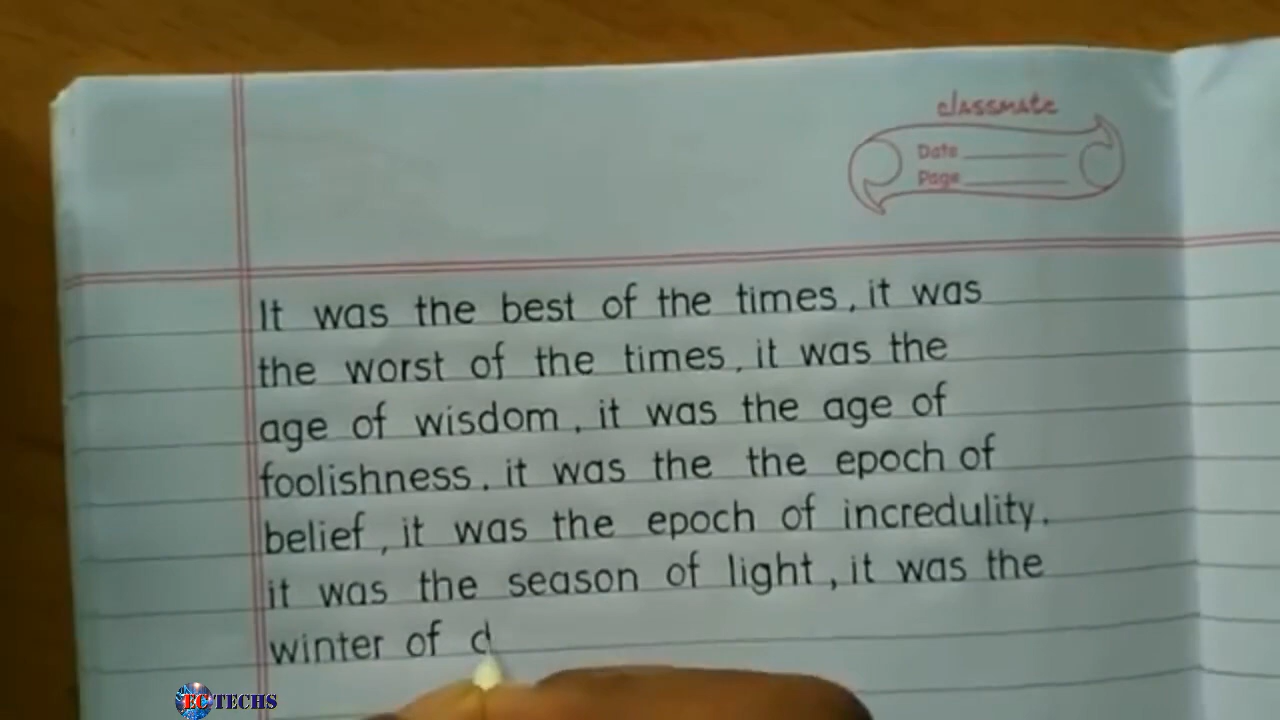 classmate
Date
Page
It was the best of the times, it was
the worst of the times, it was the
age of wisdom, it was the age of
foolishness, it was the the epoch of
belief, it was the epoch of incredulity,
it was the season of light, it was the
winter of d
EC TECHS